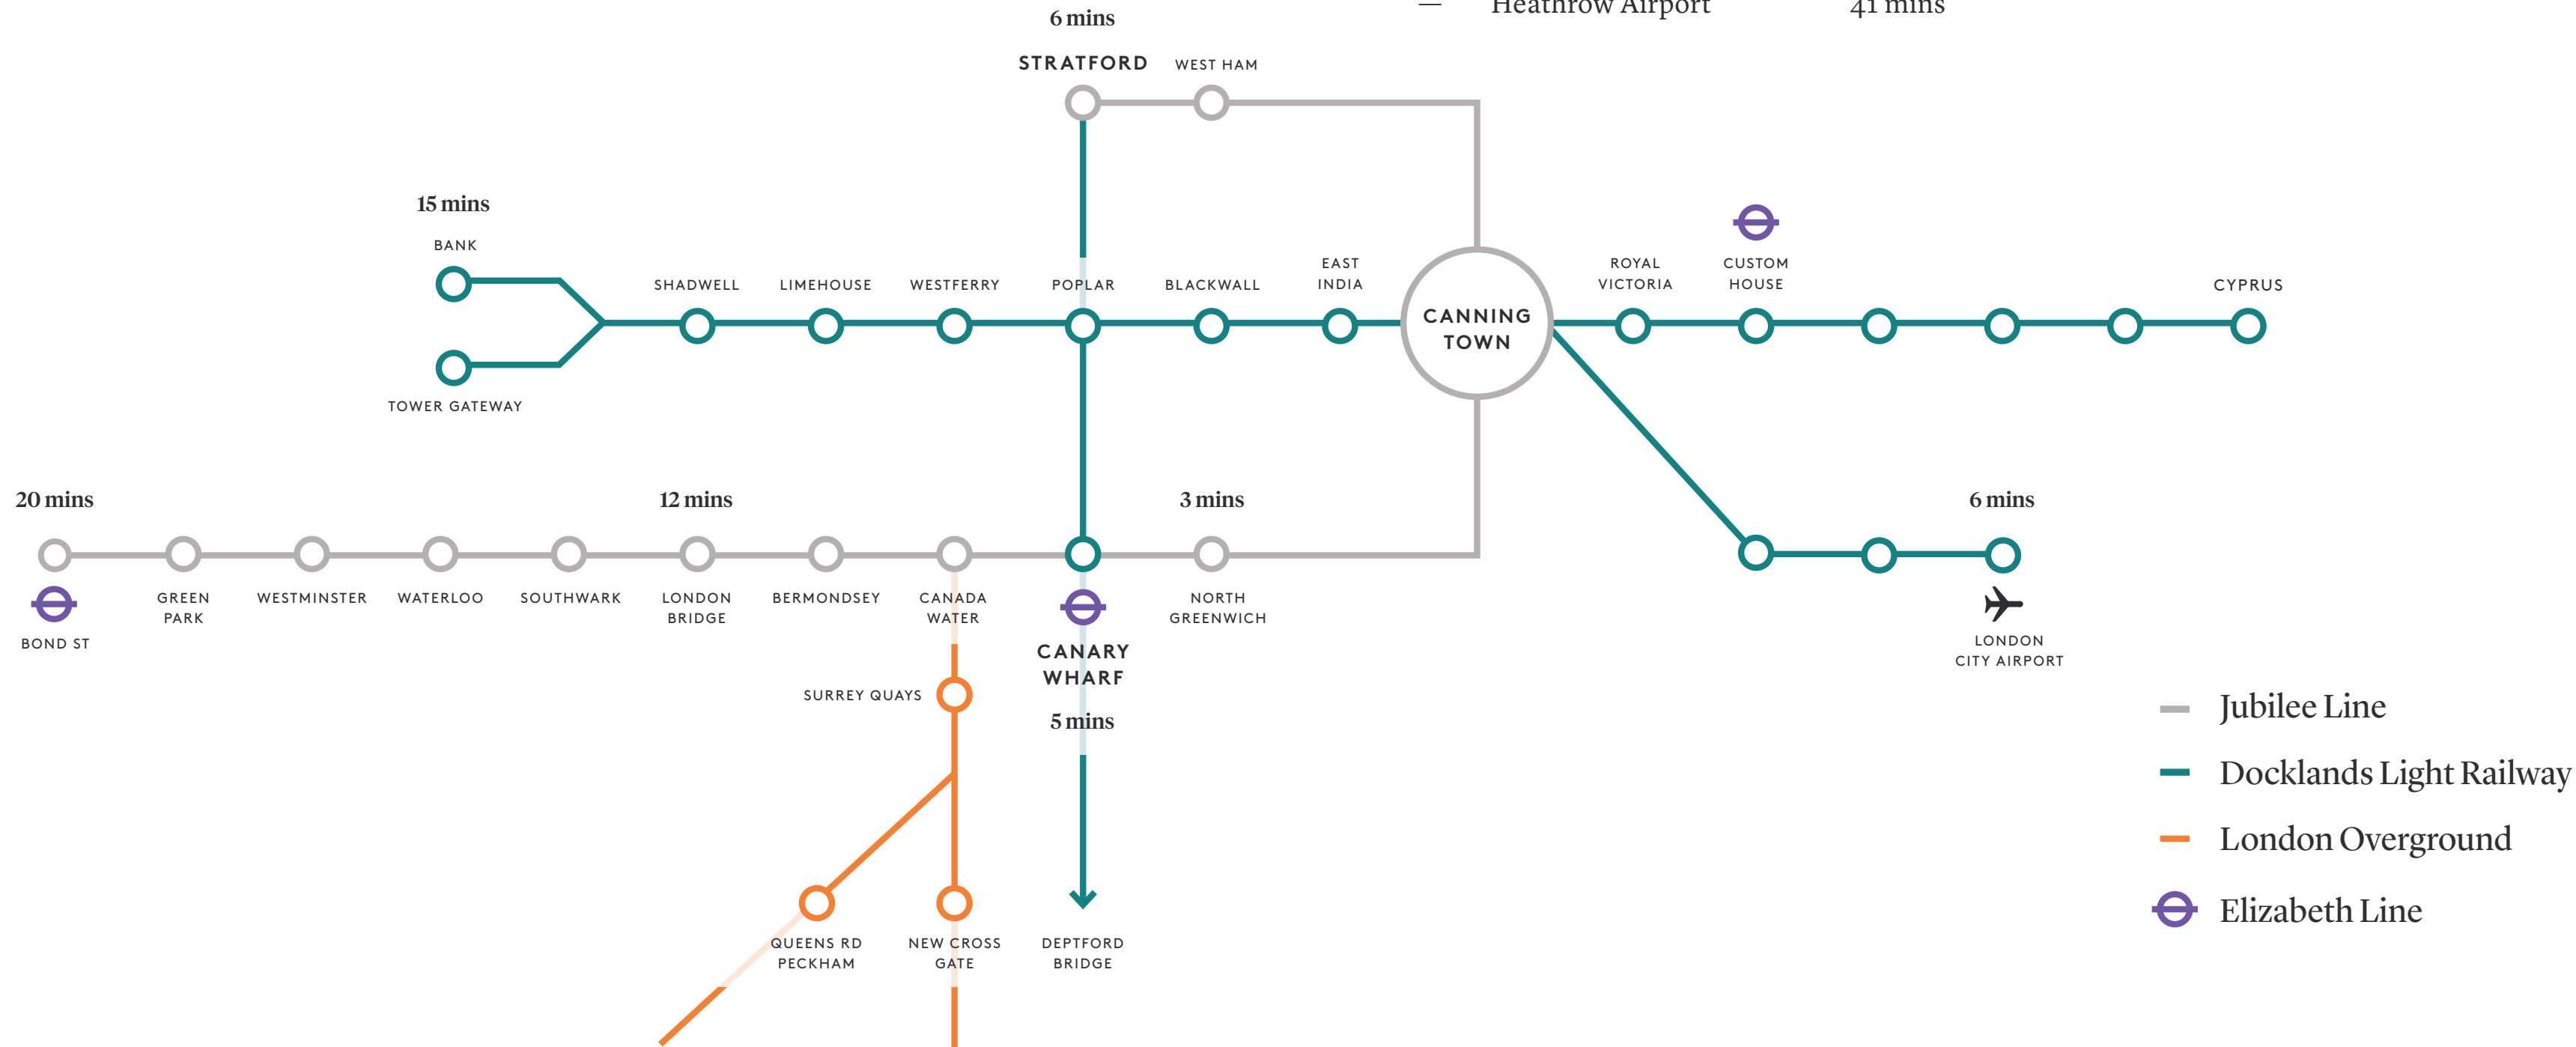 6 mins
— Heathrow Airport 41 mins
STRATFORD
WEST HAM
15 mins
BANK
SHADWELL
LIMEHOUSE
WESTFERRY
POPLAR
BLACKWALL
EAST
INDIA
CANNING
TOWN
ROYAL
VICTORIA
CUSTOM
HOUSE
CYPRUS
TOWER GATEWAY
20 mins
12 mins
3 mins
6 mins
BOND ST
GREEN
PARK
WESTMINSTER
WATERLOO
SOUTHWARK
LONDON
BRIDGE
BERMONDSEY
CANADA
WATER
CANARY
WHARF
5 mins
NORTH
GREENWICH
LONDON
CITY AIRPORT
SURREY QUAYS
QUEENS RD
PECKHAM
NEW CROSS
GATE
DEPTFORD
BRIDGE
Jubilee Line
Docklands Light Railway
London Overground
Elizabeth Line